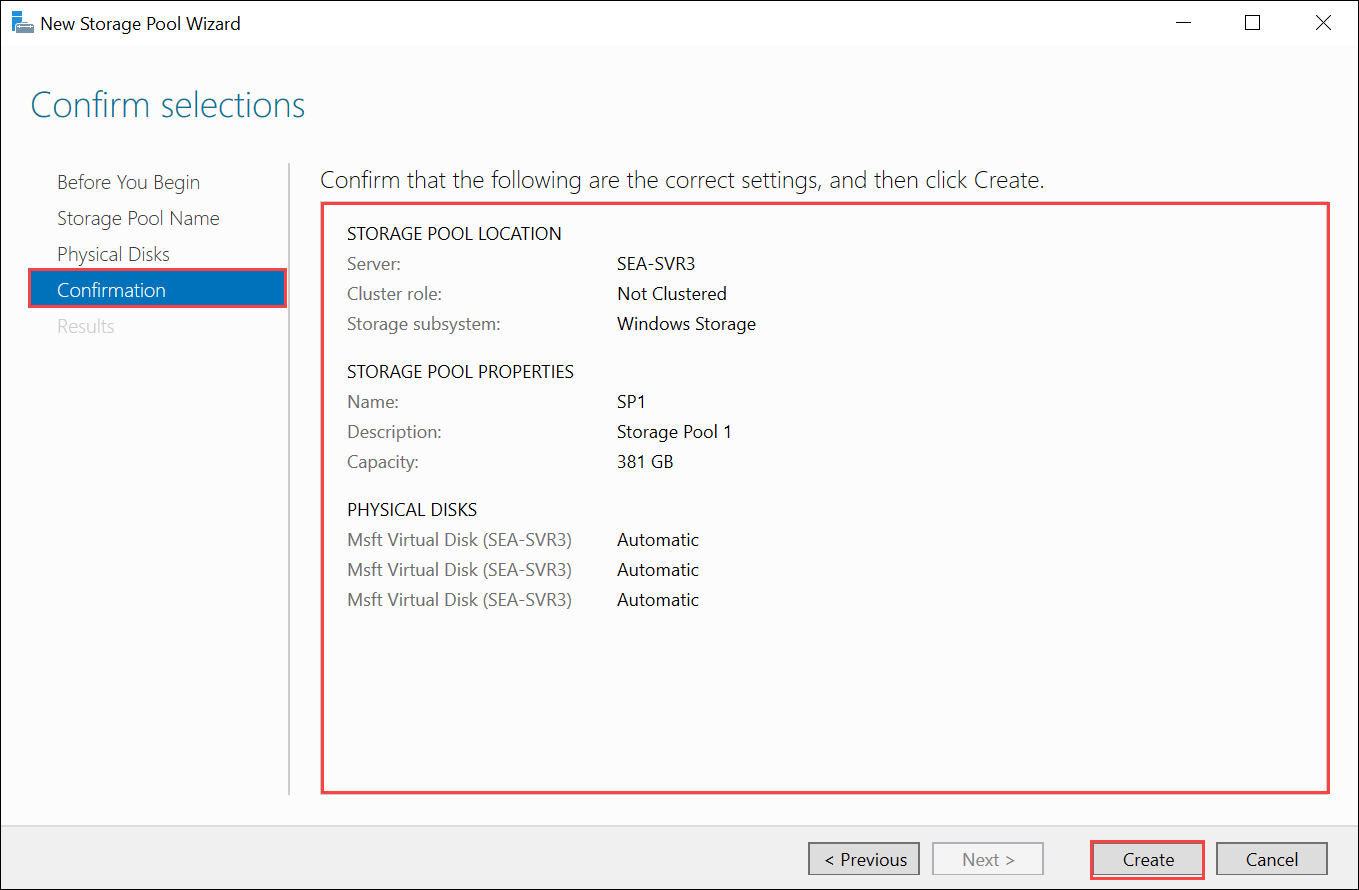 New Storage Pool Wizard
Confirm selections
Before You Begin
Storage Pool Name
Physical Disks
Confirmation
Results
Confirm that the following are the correct settings, and then click Create.
STORAGE POOL LOCATION
Server: SEA-SVR3
Cluster role: Not Clustered
Storage subsystem: Windows Storage
STORAGE POOL PROPERTIES
Name: SP1
Description: Storage Pool 1
Capacity: 381 GB
PHYSICAL DISKS
Msft Virtual Disk (SEA-SVR3) Automatic
Msft Virtual Disk (SEA-SVR3) Automatic
Msft Virtual Disk (SEA-SVR3) Automatic
< Previous Next > Create Cancel